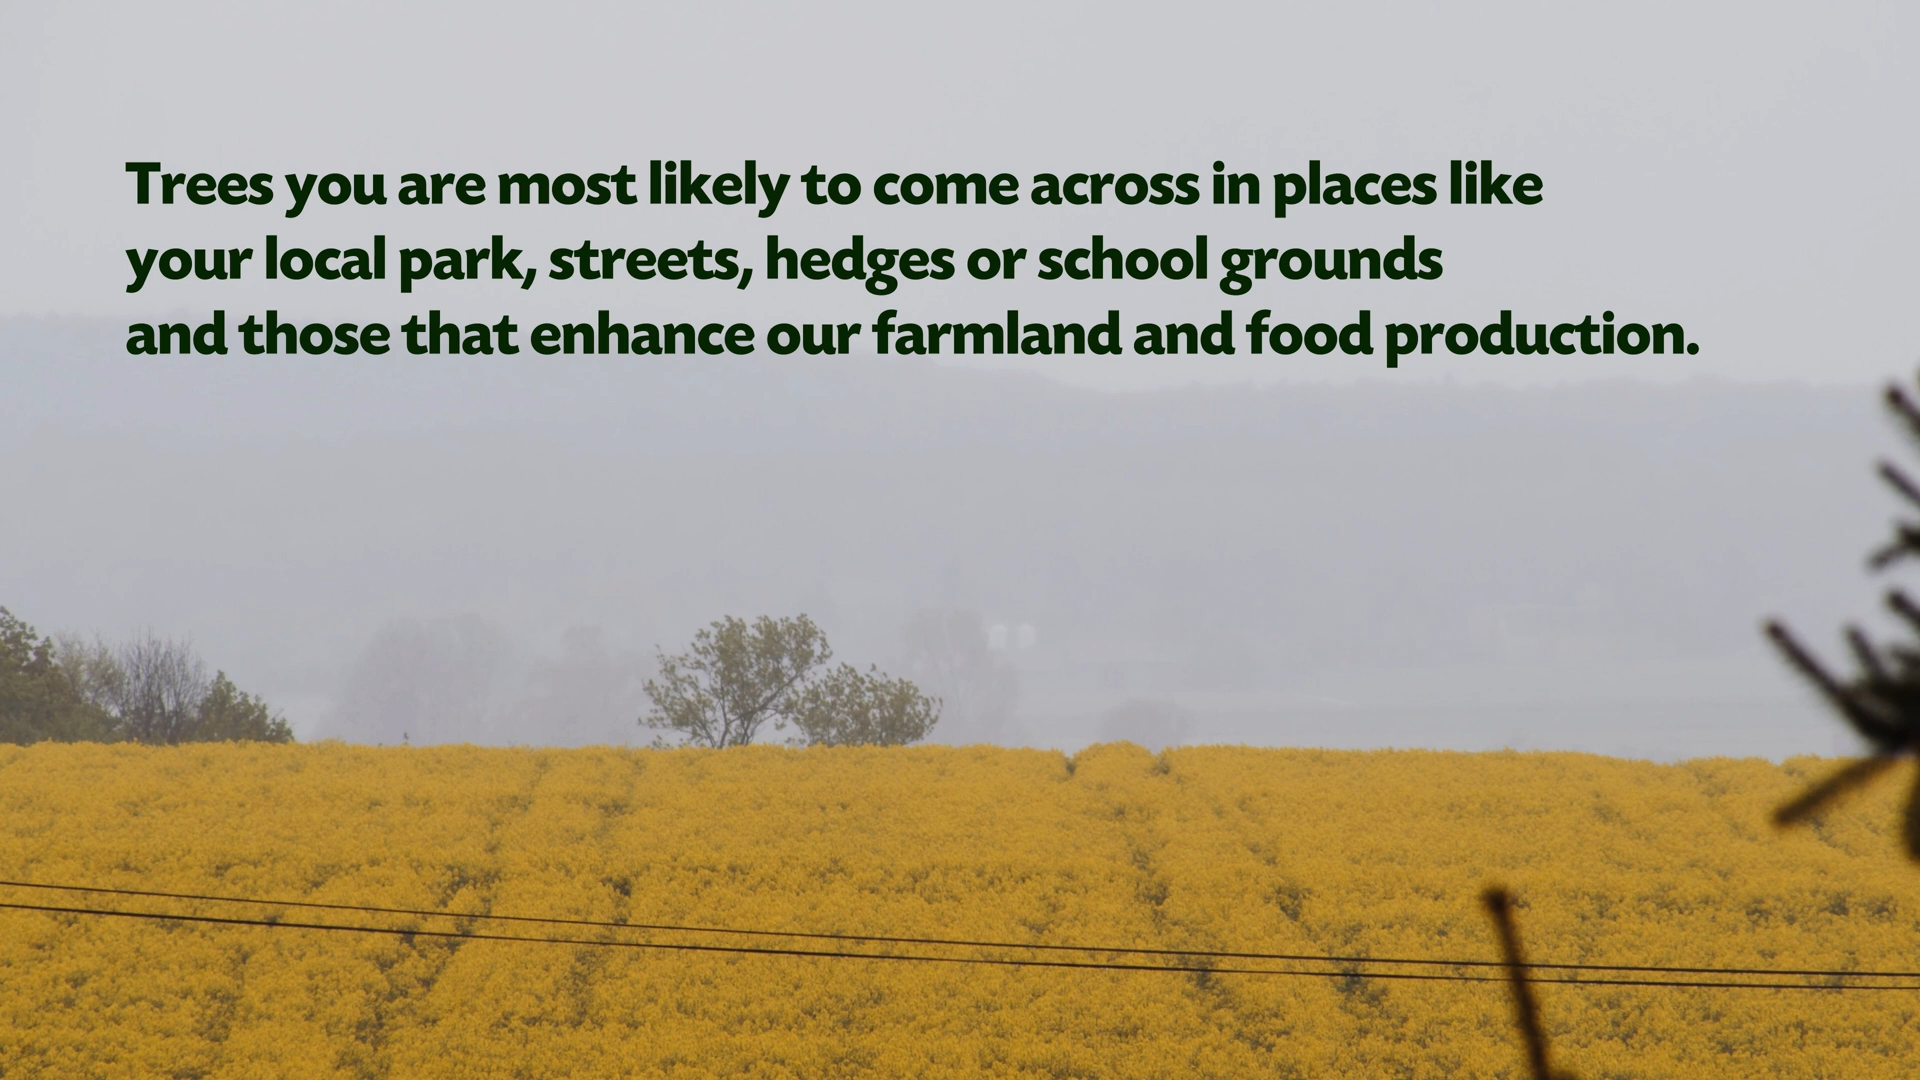 Trees you are most likely to come across in places like
your local park, streets, hedges or school grounds
and those that enhance our farmland and food production.